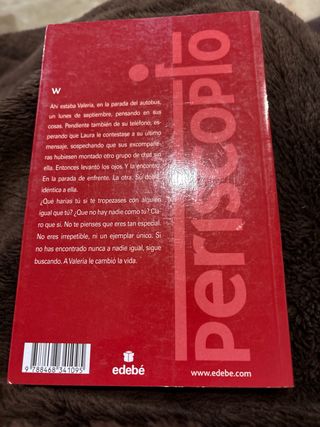 W
Ahí estaba Valeria, en la parada del autobús,
un lunes de septiembre, pensando en sus
cosas. Pendiente también de su teléfono, es-
perando que Laura le contestase a su último
mensaje, sospechando que sus excompañe-
ras hubiesen montado otro grupo de chat sin
ella. Entonces levantó los ojos. Y la encontró.
En la parada de enfrente. La otra. Su doble,
idéntica a ella.
¿Qué harías tú si te tropezases con alguien
igual que tú? ¿Que no hay nadie como tú? Cla-
ro que sí. No te pienses que eres tan especial.
No eres irrepetible, ni un ejemplar único. Si
no has encontrado nunca a nadie igual, sigue
buscando. A Valeria le cambió la vida.
periscopio
9 788468 341095
edebé
www.edebe.com